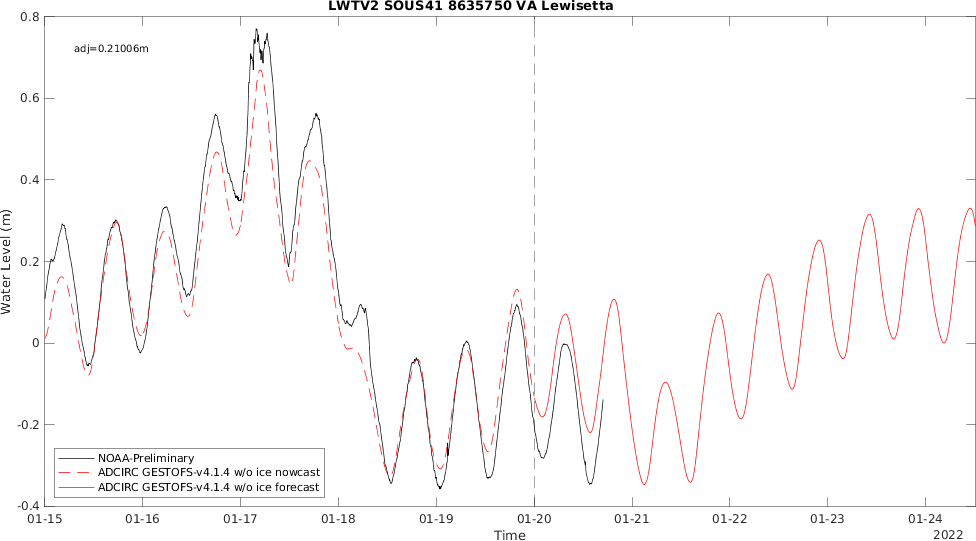 LWTV2 SOUS41 8635750 VA Lewisetta
adj=0.21006m
0.8
0.6
0.4
0.2
0
-0.2
-0.4
Water Level (m)
NOAA-Preliminary
ADCIRC GESTOFS-v4.1.4 w/o ice nowcast
ADCIRC GESTOFS-v4.1.4 w/o ice forecast
01-15 01-16 01-17 01-18 01-19 01-20 01-21 01-22 01-23 01-24
Time
2022